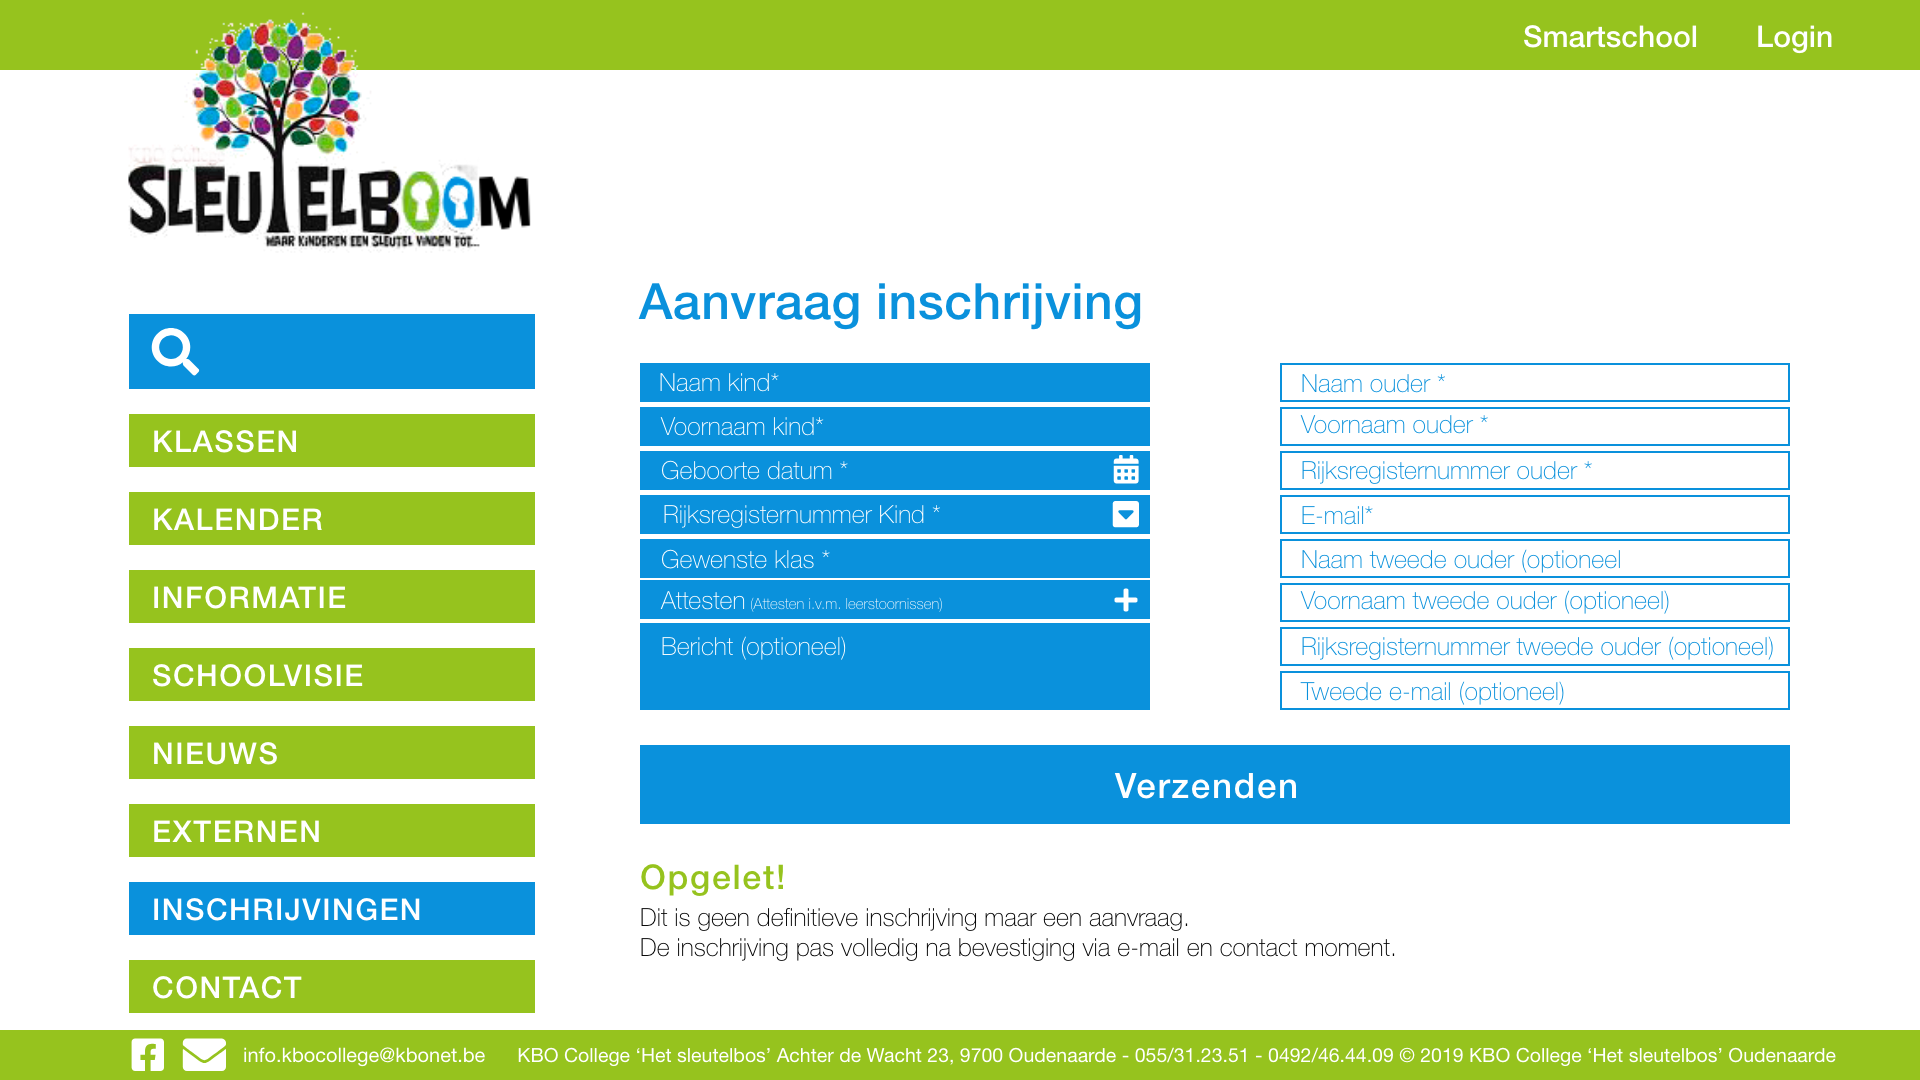 Smartschool
Login
KBO College
SLEUTELBOOM
WAAR KINDEREN EEN SLEUTEL VINDEN TOT...
KLASSEN
KALENDER
INFORMATIE
SCHOOLVISIE
NIEUWS
EXTERNEN
INSCHRIJVINGEN
CONTACT
Aanvraag inschrijving
Naam kind*
Voornaam kind*
Geboorte datum *
Rijksregisternummer Kind *
Gewenste klas *
Attesten (Attesten i.v.m. leerstoornissen)
Bericht (optioneel)
Naam ouder *
Voornaam ouder *
Rijksregisternummer ouder *
E-mail*
Naam tweede ouder (optioneel
Voornaam tweede ouder (optioneel)
Rijksregisternummer tweede ouder (optioneel)
Tweede e-mail (optioneel)
Verzenden
Opgelet!
Dit is geen definitieve inschrijving maar een aanvraag.
De inschrijving pas volledig na bevestiging via e-mail en contact moment.
info.kbocollege@kbonet.be
KBO College ‘Het sleutelbos’ Achter de Wacht 23, 9700 Oudenaarde - 055/31.23.51 - 0492/46.44.09 © 2019 KBO College ‘Het sleutelbos’ Oudenaarde